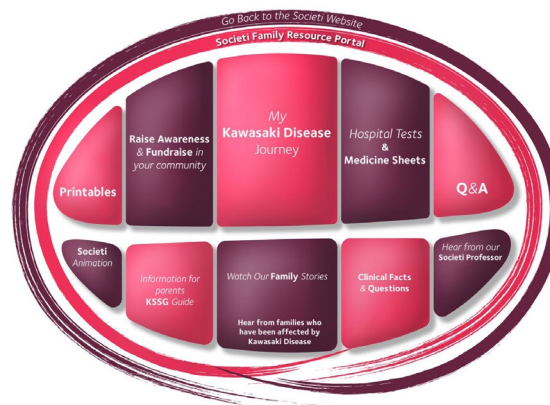 Go Back to the Societi Website
Societi Family Resource Portal
Printables
Raise Awareness
& Fundraise in
your community
My
Kawasaki Disease
Journey
Hospital Tests
&
Medicine Sheets
Q&A
Societi
Animation
Information for
parents
KSSG Guide
Watch Our Family Stories
Hear from families who
have been affected by
Kawasaki Disease
Clinical Facts
& Questions
Hear from our
Societi Professor